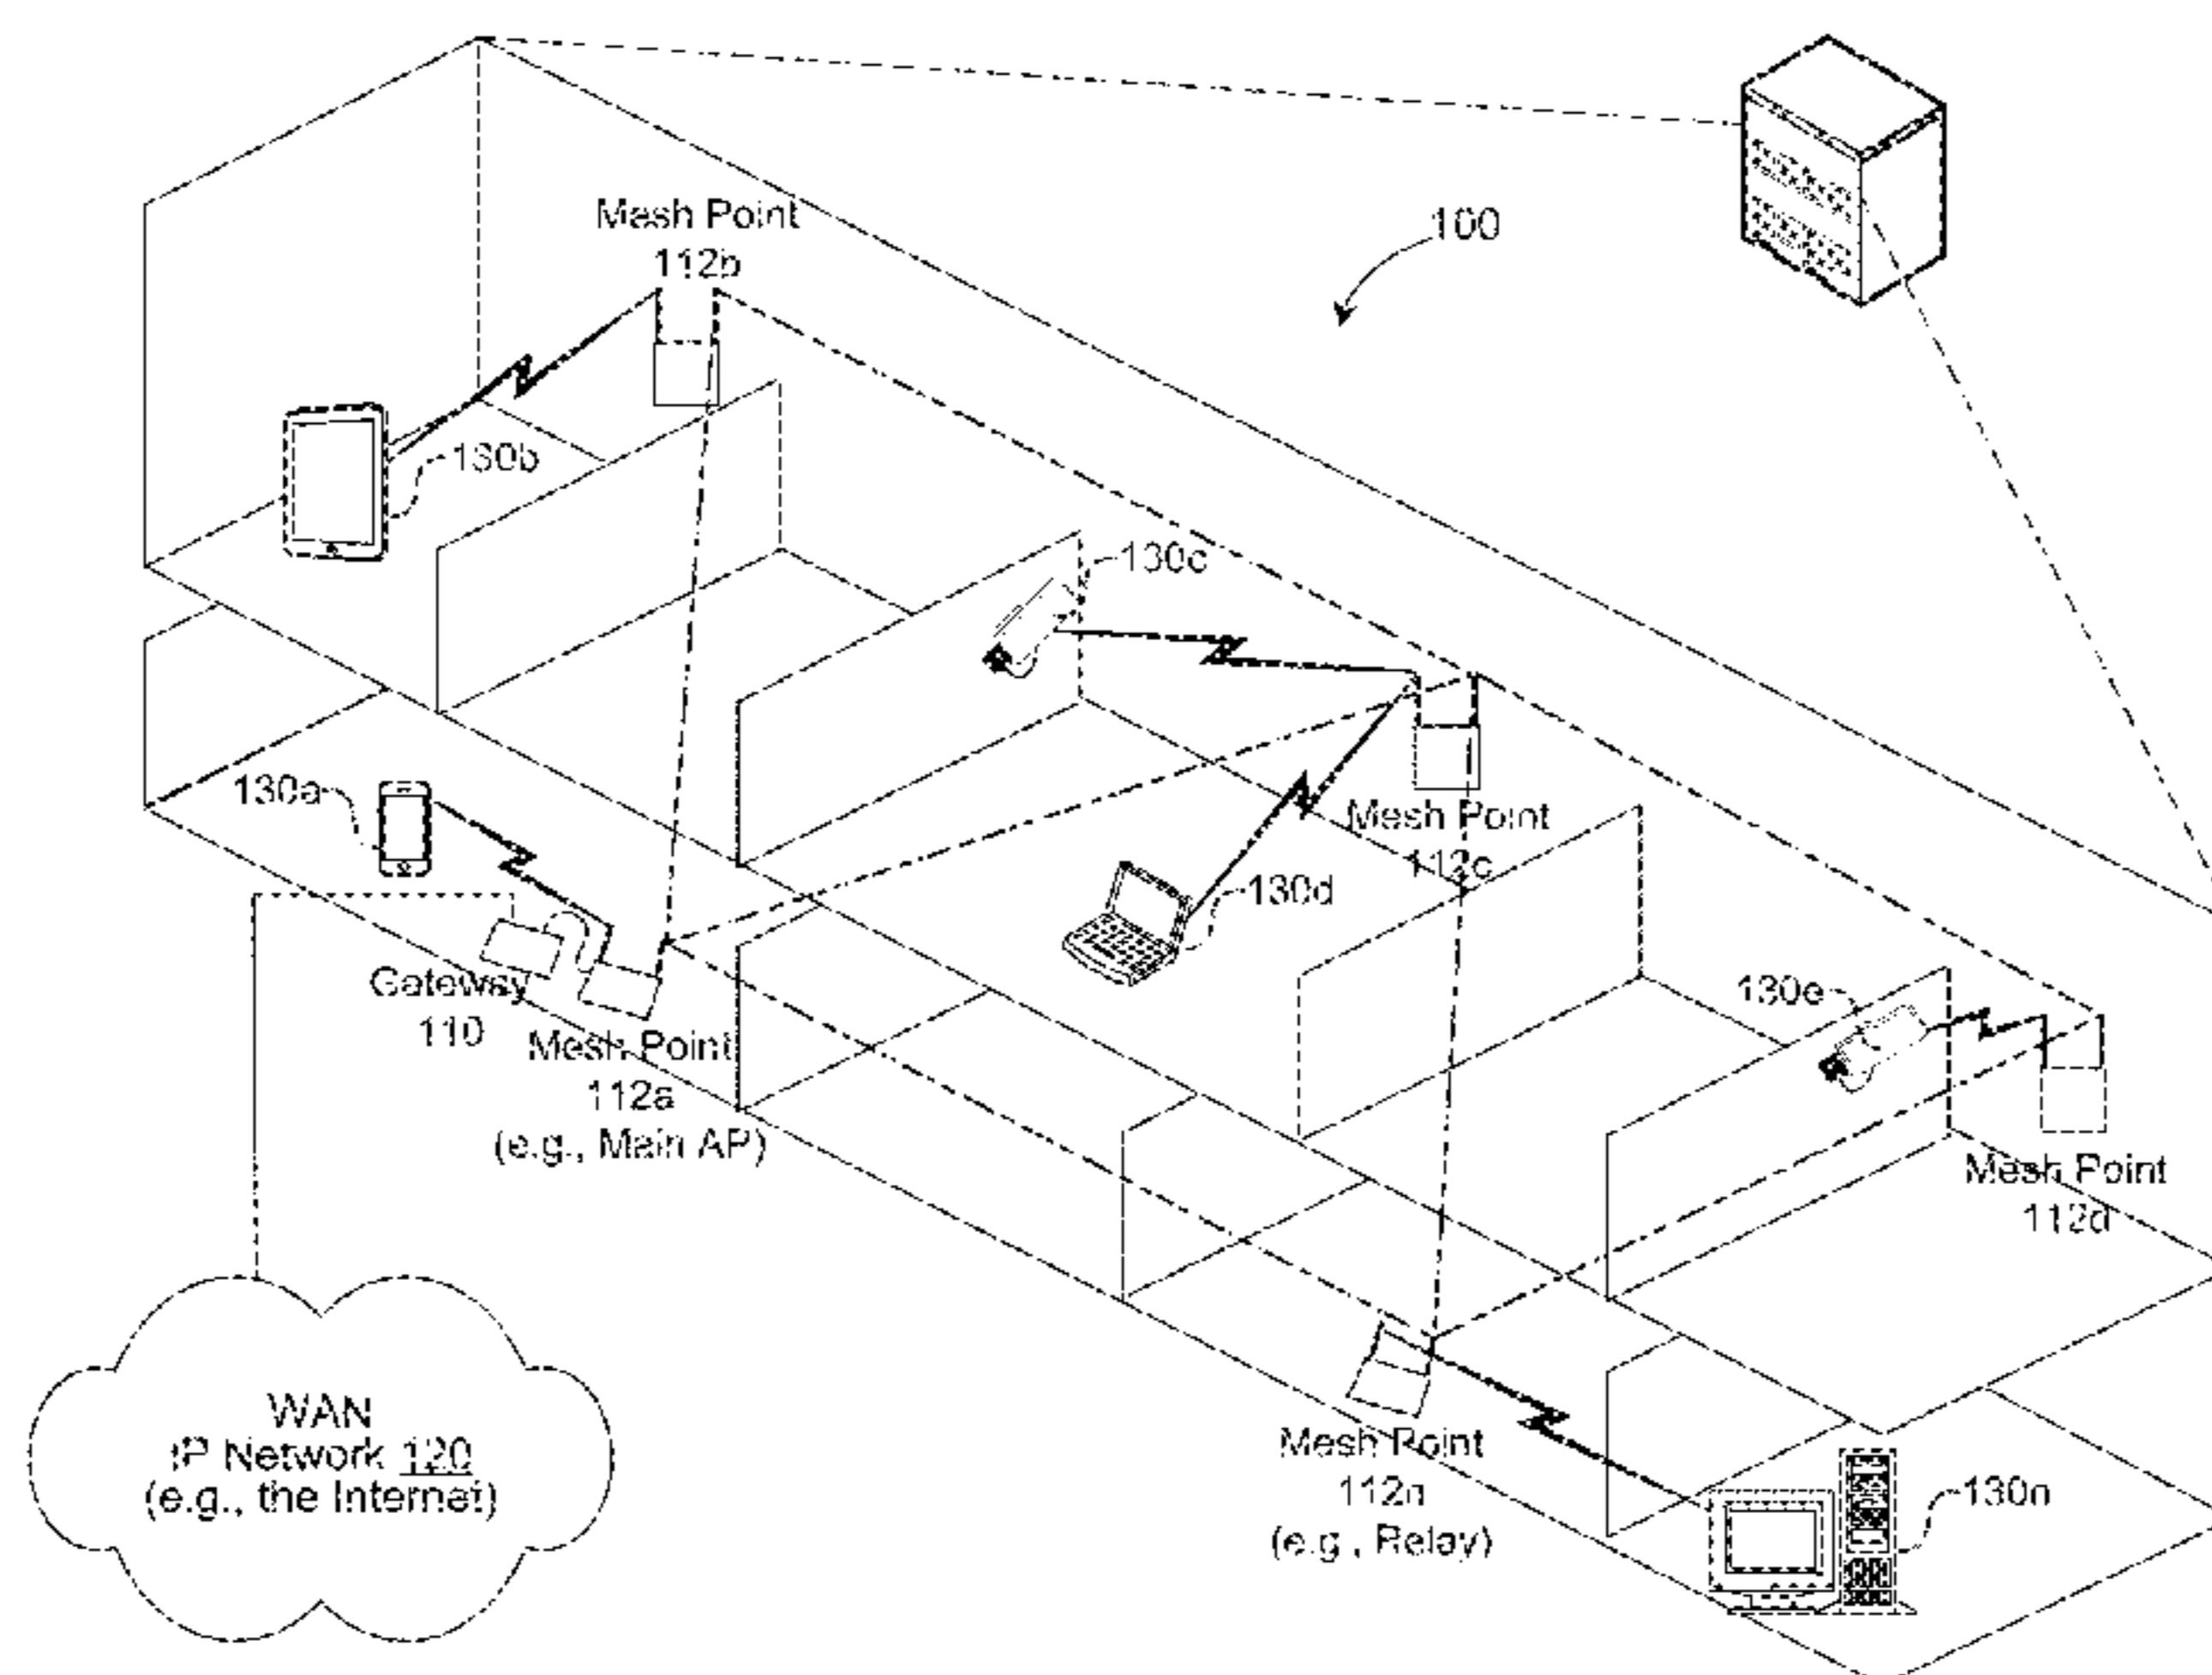 Mesh Point
112b
100
130b
130c
130a
Mesh Point
112c
130d
Gateway
110
130e
Mesh Point
112a
(e.g., Main AP)
Mesh Point
112d
WAN
IP Network 120
(e.g., the Internet)
Mesh Point
112n
(e.g., Relay)
130n